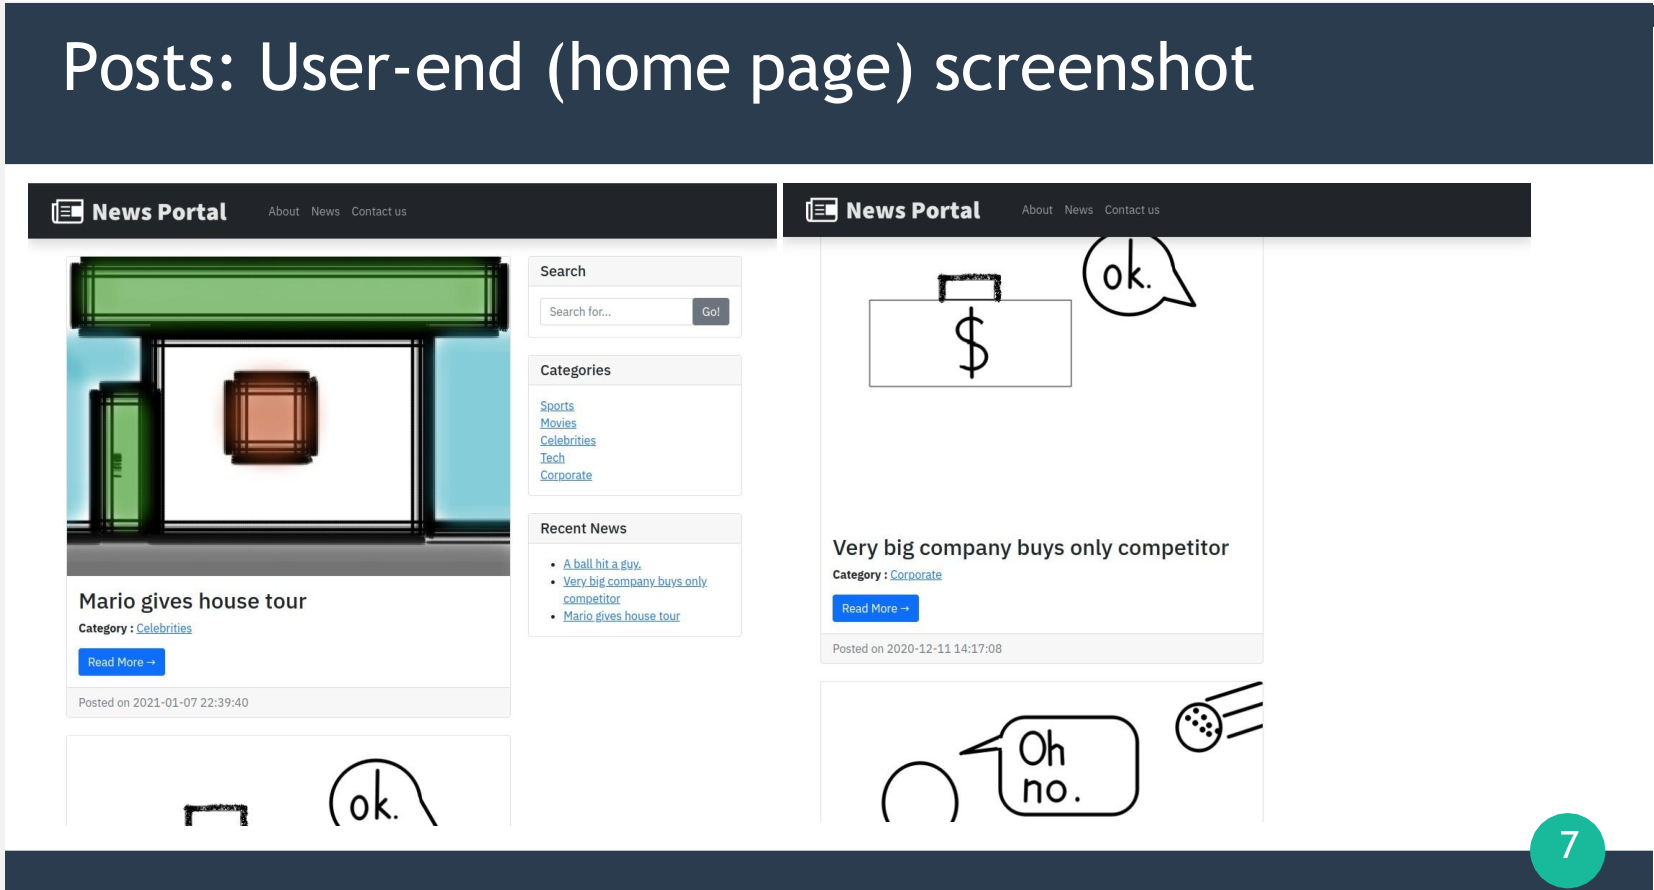 Posts: User-end (home page) screenshot
News Portal About News Contact us
Search
Search for... Go!
Categories
Sports
Movies
Celebrities
Tech
Corporate
Recent News
A ball hit a guy.
Very big company buys only
competitor
Mario gives house tour
Mario gives house tour
Category : Celebrities
Read More →
Posted on 2021-01-07 22:39:40
ok.
News Portal About News Contact us
ok.
$
Very big company buys only competitor
Category : Corporate
Read More →
Posted on 2020-12-11 14:17:08
Oh
no.
7